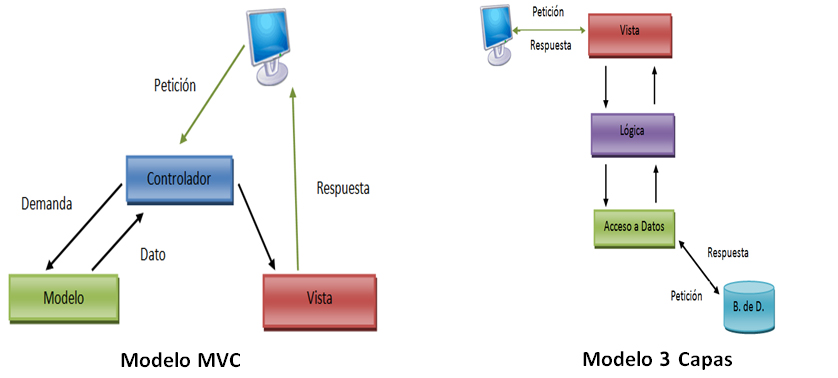 Petición
Controlador
Demanda
Dato
Respuesta
Modelo
Vista
Modelo MVC
Petición
Respuesta
Vista
Lógica
Acceso a Datos
Respuesta
Petición
B. de D.
Modelo 3 Capas